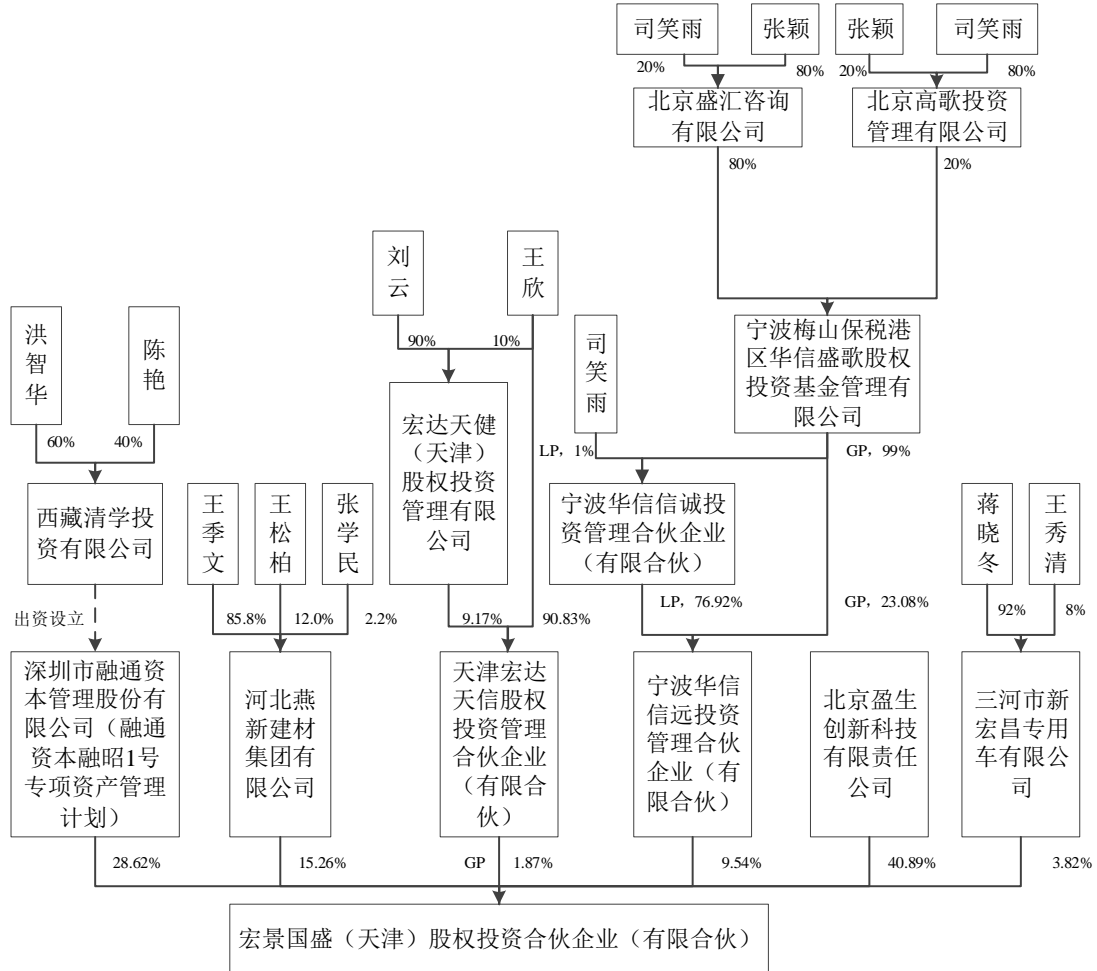 司笑雨
张颖
张颖
司笑雨
20%
80%
20%
80%
北京盛汇咨询
有限公司
北京高歌投资
管理有限公司
80%
20%
刘
云
王
欣
洪
智
华
陈
艳
司
笑
雨
宁波梅山保税港
区华信盛歌股权
投资基金管理有
限公司
90%
10%
60%
40%
宏达天健
（天津）
股权投资
管理有限
公司
LP，1%
GP，99%
西藏清学投
资有限公司
王
季
文
王
松
柏
张
学
民
宁波华信信诚投
资管理合伙企业
（有限合伙）
蒋
晓
冬
王
秀
清
出资设立
85.8%
12.0%
2.2%
9.17%
90.83%
LP，76.92%
GP，23.08%
92%
8%
深圳市融通资
本管理股份有
限公司（融通
资本融昭1号
专项资产管理
计划）
河北燕
新建材
集团有
限公司
天津宏达
天信股权
投资管理
合伙企业
（有限合
伙）
宁波华信
信远投资
管理合伙
企业（有
限合伙）
北京盈生
创新科技
有限责任
公司
三河市新
宏昌专用
车有限公
司
28.62%
15.26%
GP
1.87%
9.54%
40.89%
3.82%
宏景国盛（天津）股权投资合伙企业（有限合伙）